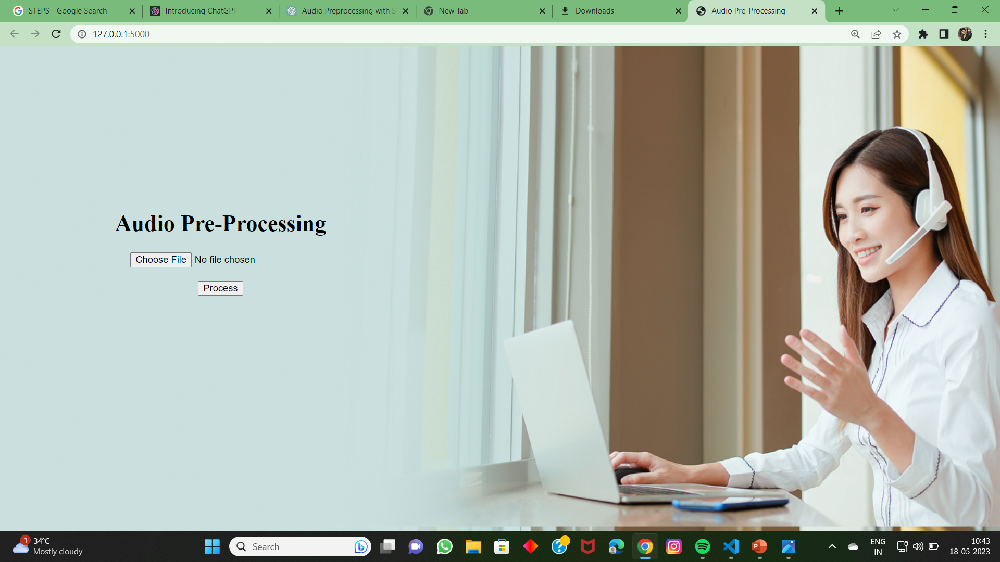 STEPS - Google Search
Introducing ChatGPT
Audio Preprocessing with S
New Tab
Downloads
Audio Pre-Processing
127.0.0.1:5000
Audio Pre-Processing
Choose File No file chosen
Process
1
34°C
Mostly cloudy
Search
ENG
IN
10:43
18-05-2023